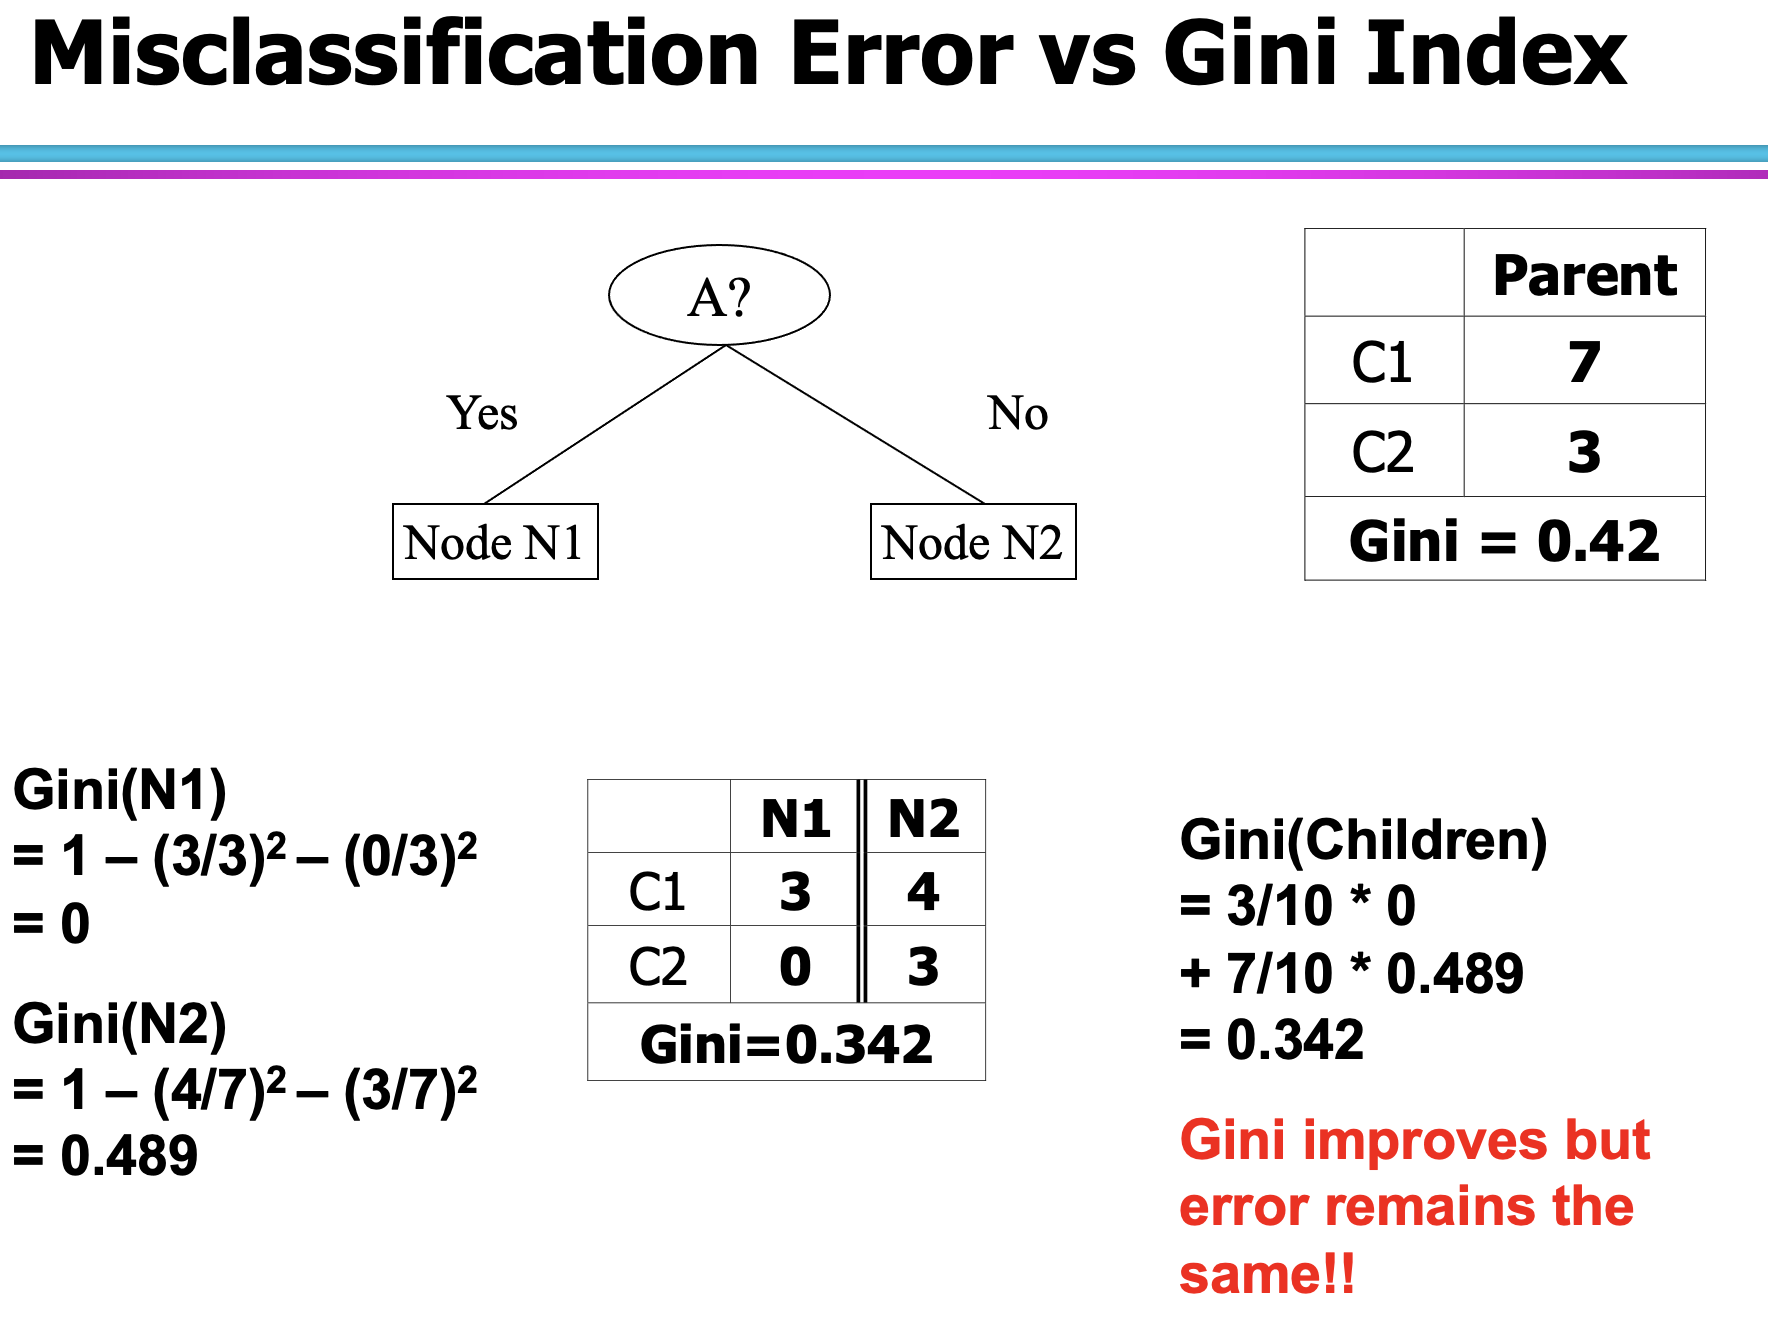 Misclassification Error vs Gini Index
A?
Yes
No
Node N1
Node N2
Parent
C1 7
C2 3
Gini = 0.42
Gini(N1)
= 1 – (3/3)² – (0/3)²
= 0
Gini(N2)
= 1 – (4/7)² – (3/7)²
= 0.489
N1 N2
C1 3 4
C2 0 3
Gini=0.342
Gini(Children)
= 3/10 * 0
+ 7/10 * 0.489
= 0.342
Gini improves but
error remains the
same!!